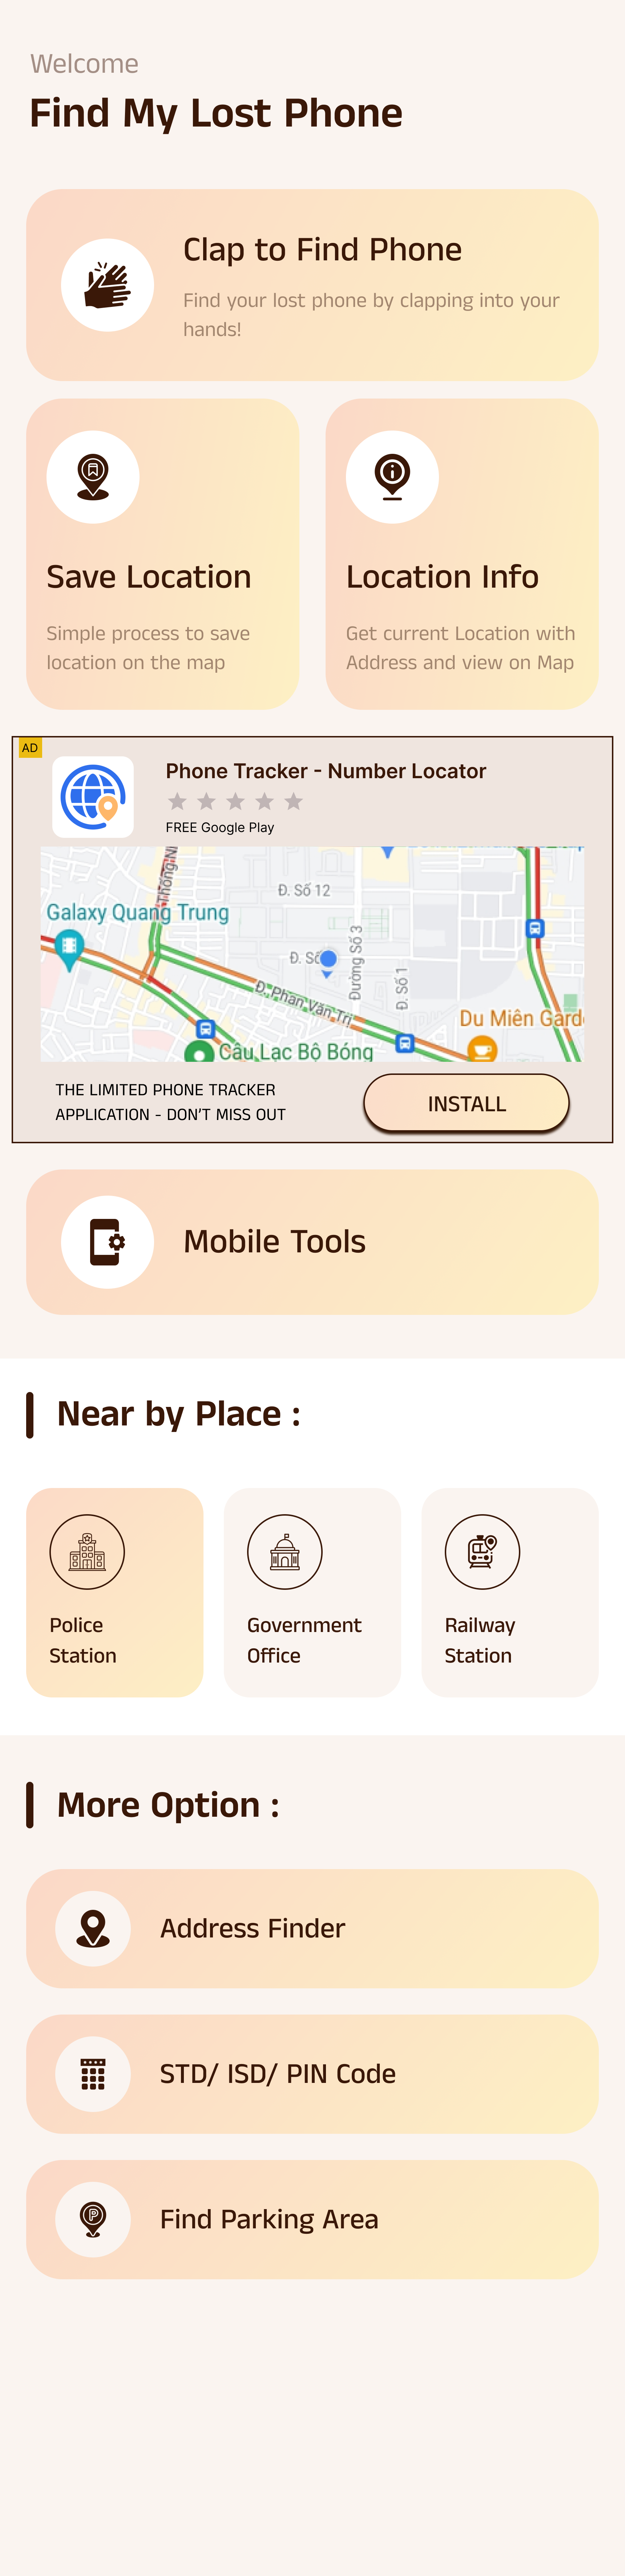 Welcome
Find My Lost Phone
Clap to Find Phone
Find your lost phone by clapping into your
hands!
Save Location
Simple process to save
location on the map
Location Info
Get current Location with
Address and view on Map
AD
Phone Tracker - Number Locator
FREE Google Play
Thống Nh
Đ. Số 12
Galaxy Quang Trung
Đ. Số
Đường Số 3
Đ. Số 1
Đ. Phan Văn Trị
Du Miên Gard
Câu Lạc Bộ Bóng
THE LIMITED PHONE TRACKER
APPLICATION - DON'T MISS OUT
INSTALL
Mobile Tools
Near by Place :
Police
Station
Government
Office
Railway
Station
More Option :
Address Finder
STD/ ISD/ PIN Code
P
Find Parking Area